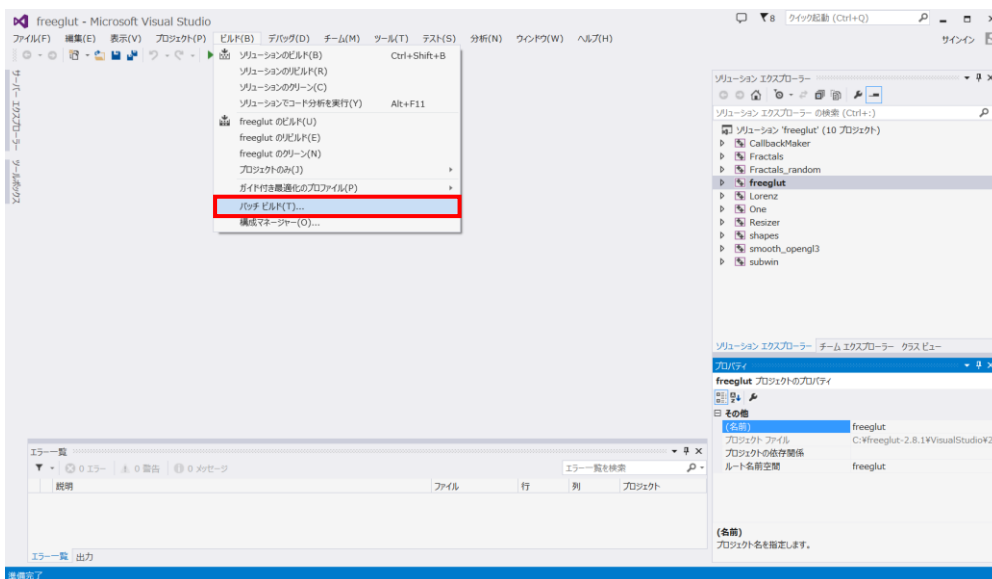 freeglut - Microsoft Visual Studio
8 クイック起動 (Ctrl+Q)
ファイル(F) 編集(E) 表示(V) プロジェクト(P) ビルド(B) デバッグ(D) チーム(M) ツール(T) テスト(S) 分析(N) ウィンドウ(W) ヘルプ(H)
サインイン
サーバー エクスプローラー
ツールボックス
ソリューションのビルド(B) Ctrl+Shift+B
ソリューションのリビルド(R)
ソリューションのクリーン(C)
ソリューションでコード分析を実行(Y) Alt+F11
freeglut のビルド(U)
freeglut のリビルド(E)
freeglut のクリーン(N)
プロジェクトのみ(J)
ガイド付き最適化のプロファイル(P)
バッチ ビルド(T)...
構成マネージャー(O)...
ソリューション エクスプローラー
ソリューション エクスプローラー の検索 (Ctrl+:)
ソリューション 'freeglut' (10 プロジェクト)
CallbackMaker
Fractals
Fractals_random
freeglut
Lorenz
One
Resizer
shapes
smooth_opengl3
subwin
ソリューション エクスプローラー チーム エクスプローラー クラス ビュー
プロパティ
freeglut プロジェクトのプロパティ
その他
(名前) freeglut
プロジェクト ファイル C:¥freeglut-2.8.1¥VisualStudio¥2
プロジェクトの依存関係
ルート名前空間 freeglut
(名前)
プロジェクト名を指定します。
エラー一覧
0 エラー 0 警告 0 メッセージ エラー一覧を検索
説明 ファイル 行 列 プロジェクト
エラー一覧 出力
準備完了